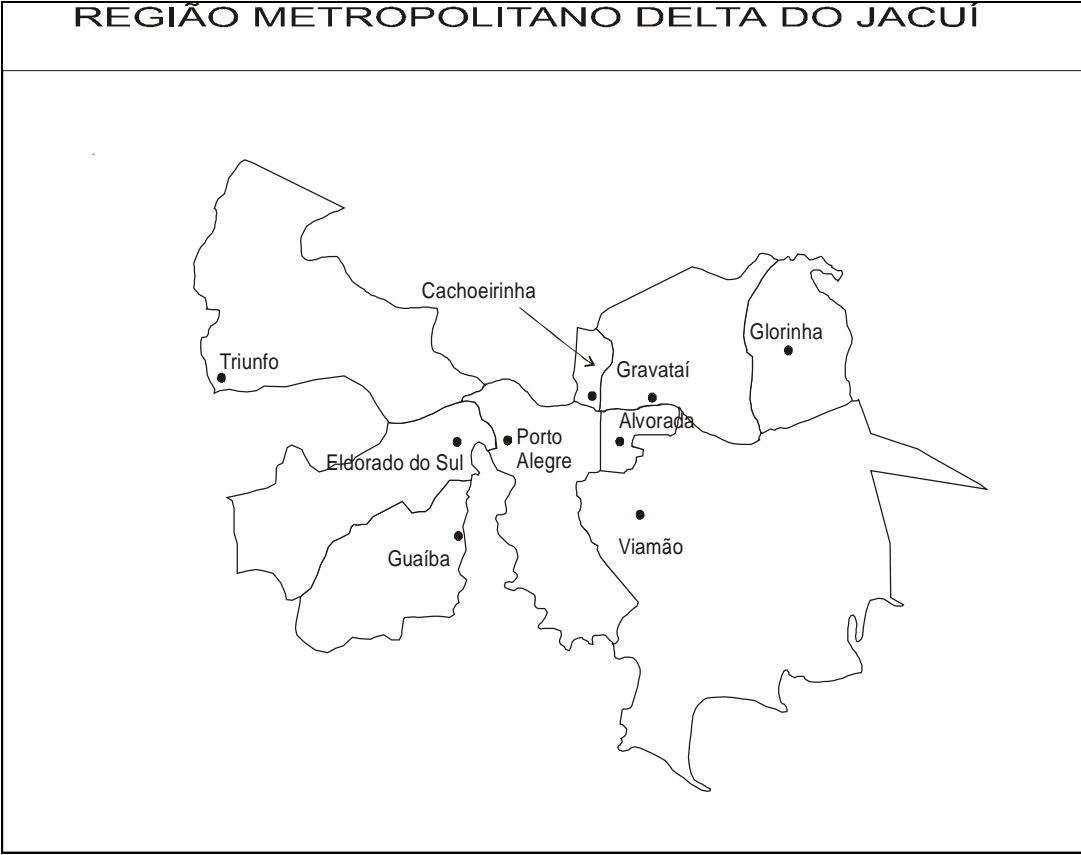 REGIÃO METROPOLITANO DELTA DO JACUÍ
Cachoeirinha
Glorinha
Triunfo
Gravataí
Alvorada
Porto
Alegre
Eldorado do Sul
Viamão
Guaíba